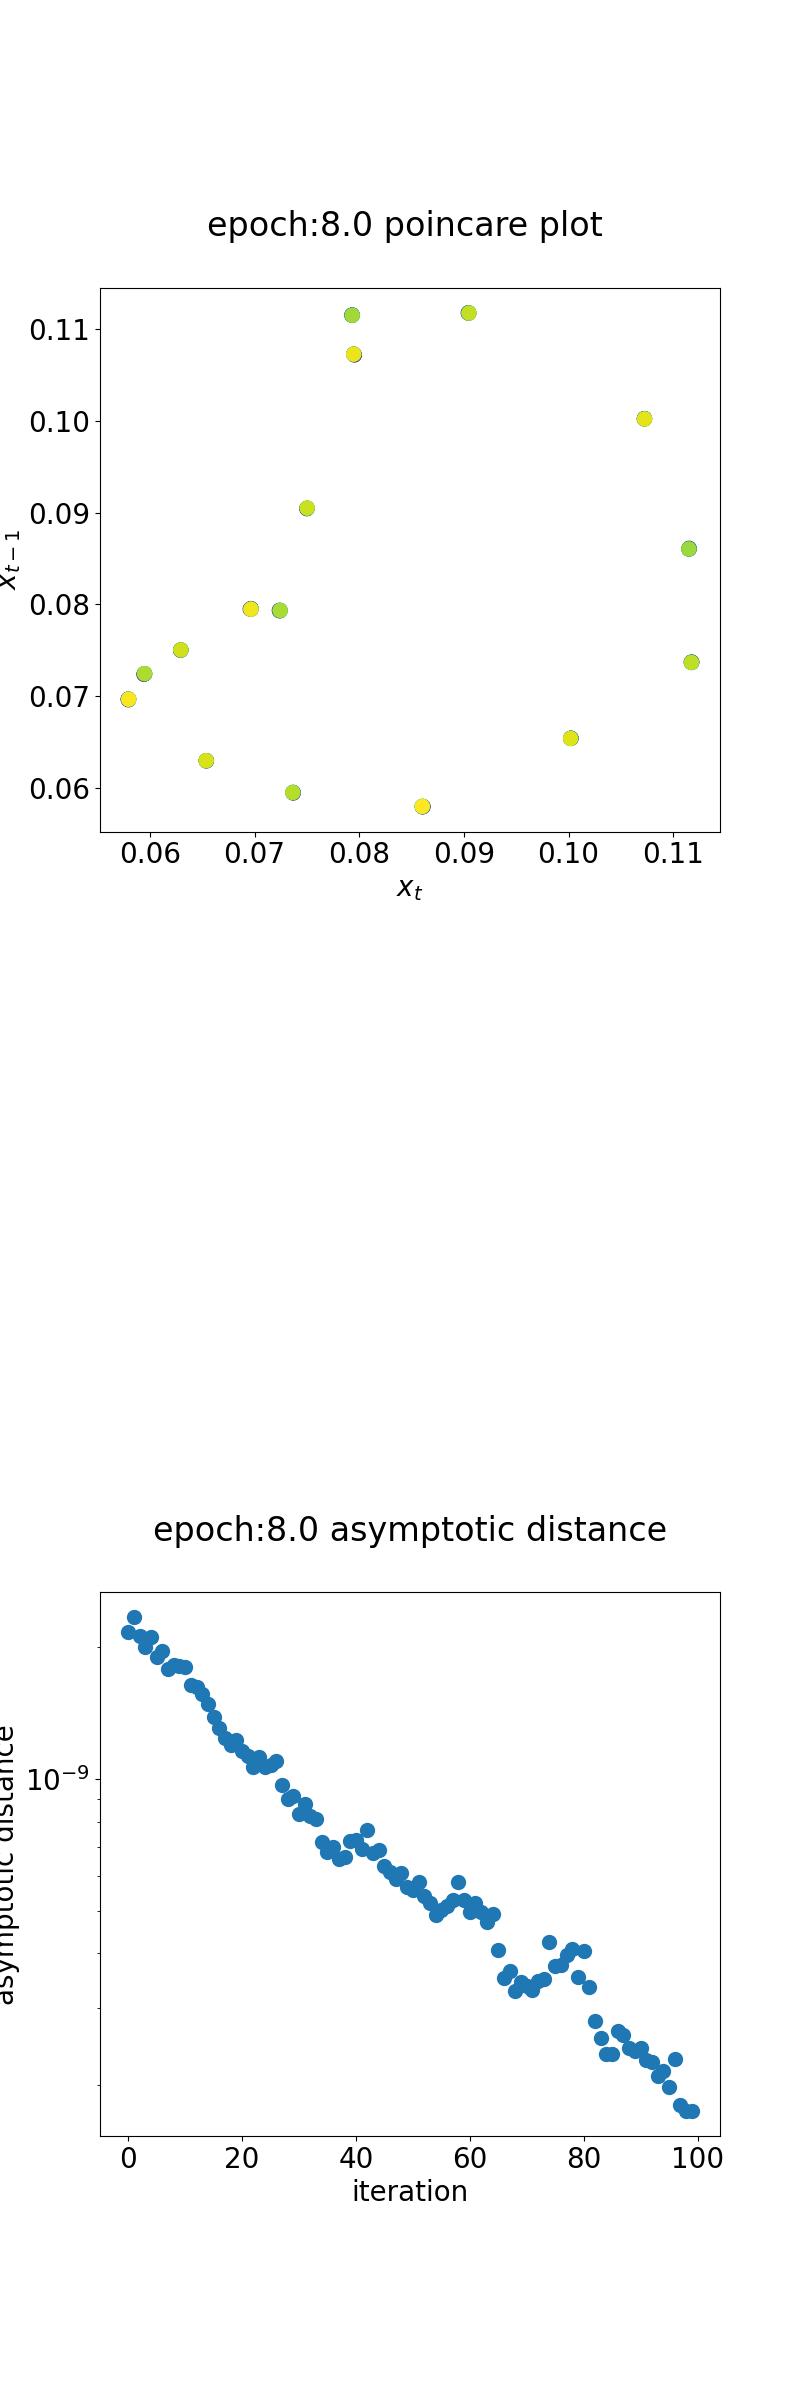 epoch:8.0 poincare plot
0.11
0.10
0.09
0.08
0.07
0.06
x_{t-1}
0.06 0.07 0.08 0.09 0.10 0.11
x_t
epoch:8.0 asymptotic distance
10^{-9}
asymptotic distance
0 20 40 60 80 100
iteration